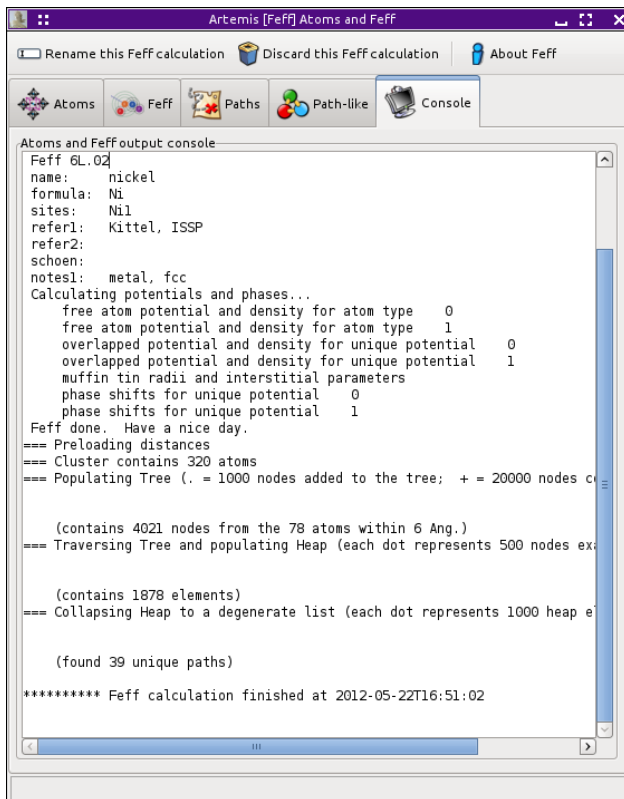 Artemis [Feff] Atoms and Feff
Rename this Feff calculation Discard this Feff calculation About Feff
Atoms Feff Paths Path-like Console
Atoms and Feff output console
Feff 6L.02
name: nickel
formula: Ni
sites: Ni1
refer1: Kittel, ISSP
refer2:
schoen:
notes1: metal, fcc
Calculating potentials and phases...
free atom potential and density for atom type 0
free atom potential and density for atom type 1
overlapped potential and density for unique potential 0
overlapped potential and density for unique potential 1
muffin tin radii and interstitial parameters
phase shifts for unique potential 0
phase shifts for unique potential 1
Feff done. Have a nice day.
=== Preloading distances
=== Cluster contains 320 atoms
=== Populating Tree (. = 1000 nodes added to the tree; + = 20000 nodes
(contains 4021 nodes from the 78 atoms within 6 Ang.)
=== Traversing Tree and populating Heap (each dot represents 500 nodes
(contains 1878 elements)
=== Collapsing Heap to a degenerate list (each dot represents 1000 heap
(found 39 unique paths)
********** Feff calculation finished at 2012-05-22T16:51:02